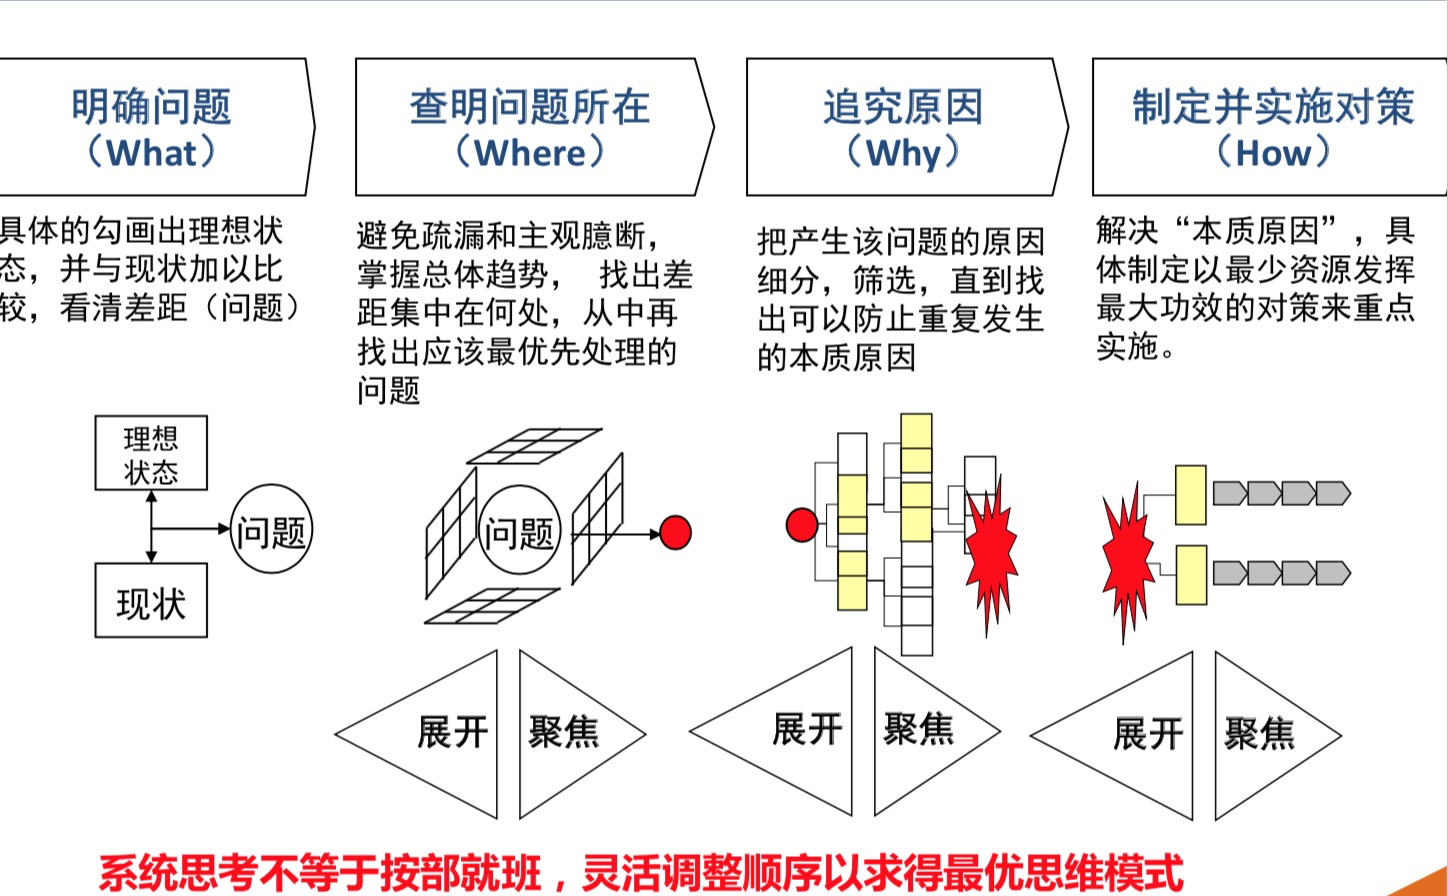 明确问题
（What）
查明问题所在
（Where）
追究原因
（Why）
制定并实施对策
（How）
具体的勾画出理想状
态，并与现状加以比
较，看清差距（问题）
避免疏漏和主观臆断，
掌握总体趋势， 找出差
距集中在何处，从中再
找出应该最优先处理的
问题
把产生该问题的原因
细分，筛选，直到找
出可以防止重复发生
的本质原因
解决“本质原因”，具
体制定以最少资源发挥
最大功效的对策来重点
实施。
理想
状态
问题
现状
问题
展开
聚焦
展开
聚焦
展开
聚焦
系统思考不等于按部就班，灵活调整顺序以求得最优思维模式